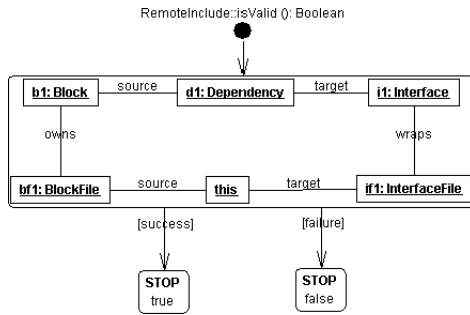 RemoteInclude::isValid (): Boolean
b1: Block source d1: Dependency target i1: Interface
owns wraps
bf1: BlockFile source this target if1: InterfaceFile
[success] [failure]
STOP STOP
true false